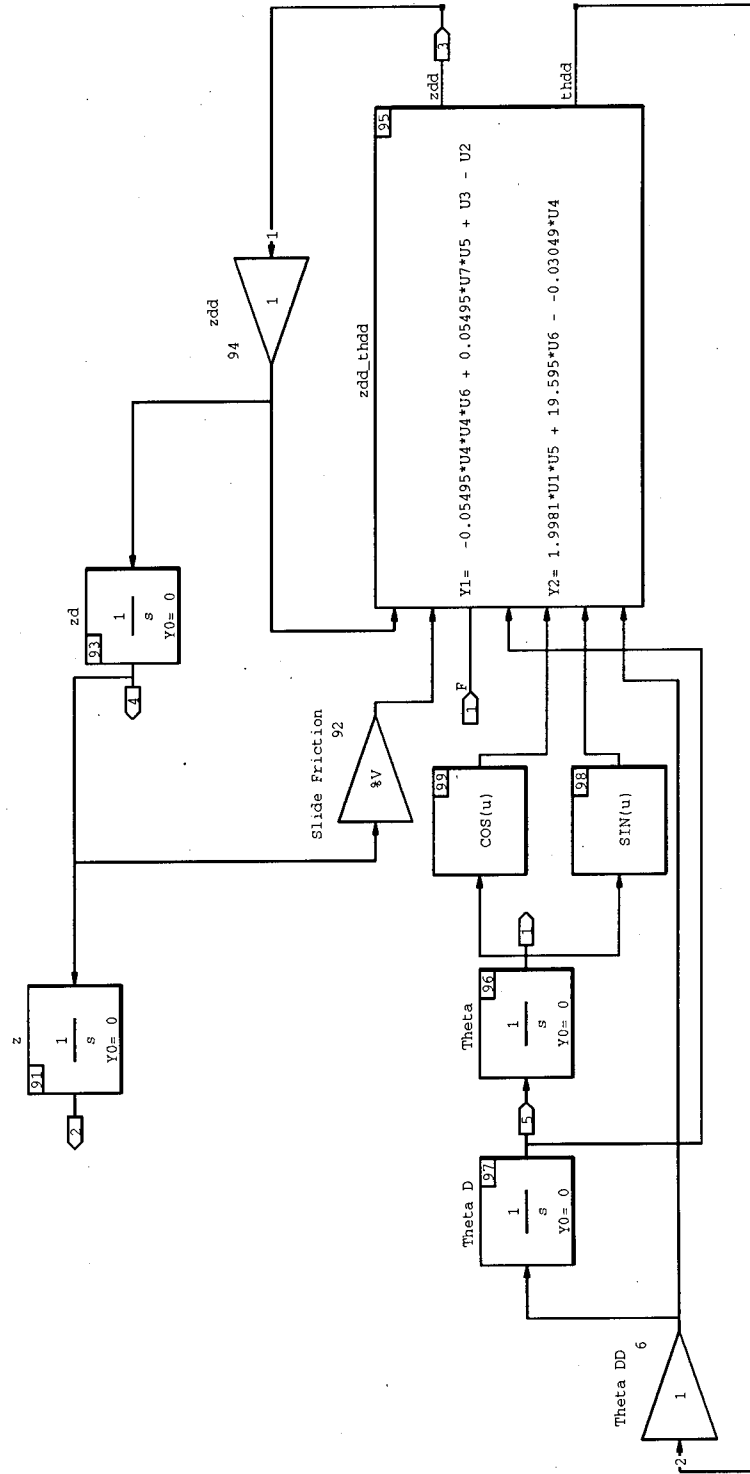 z
91
1
s
Y0= 0
2
zd
93
1
s
Y0= 0
4
94
zdd
1
1
Slide Friction
92
%V
1
F
zdd_thdd
95
Y1= -0.05495*U4*U4*U6 + 0.05495*U7*U5 + U3 - U2
Y2= 1.9981*U1*U5 + 19.595*U6 - -0.03049*U4
zdd
3
thdd
Theta DD
6
2
1
Theta D
97
1
s
Y0= 0
5
Theta
96
1
s
Y0= 0
1
99
COS(u)
98
SIN(u)